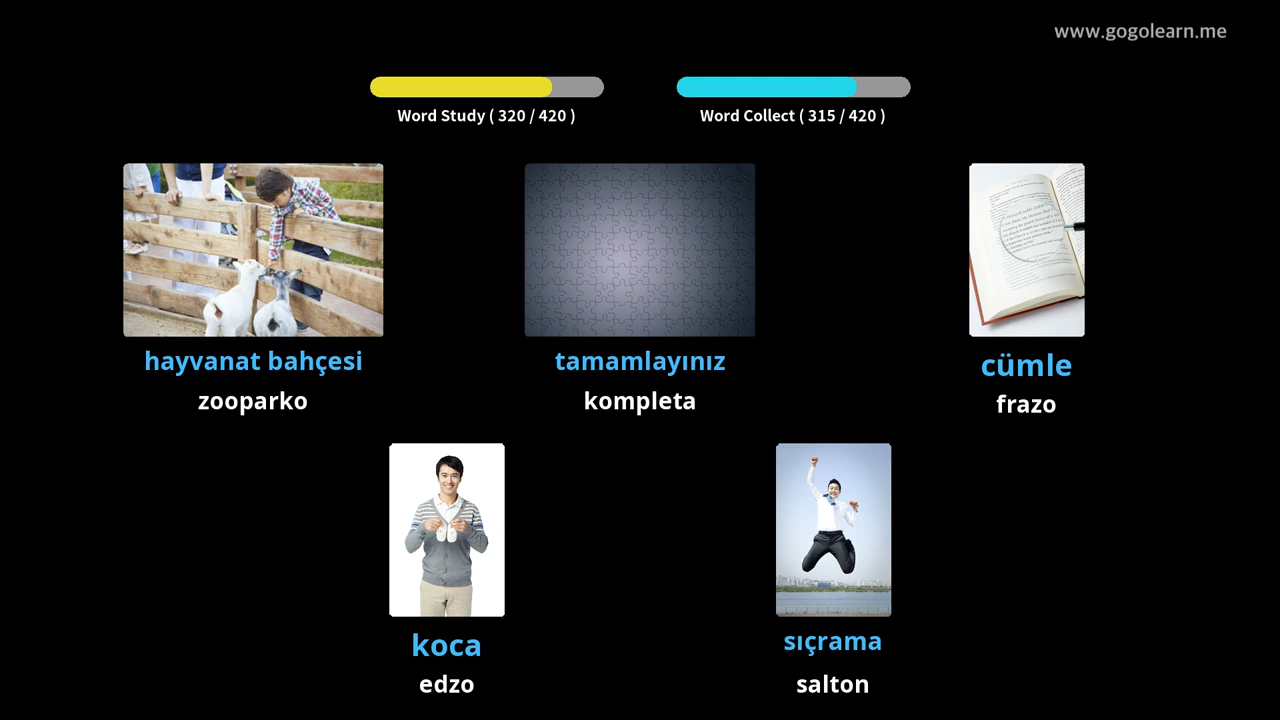 www.gogolearn.me
Word Study ( 320 / 420 )
Word Collect ( 315 / 420 )
hayvanat bahçesi
zooparko
tamamlayınız
kompleta
cümle
frazo
koca
edzo
sıçrama
salton